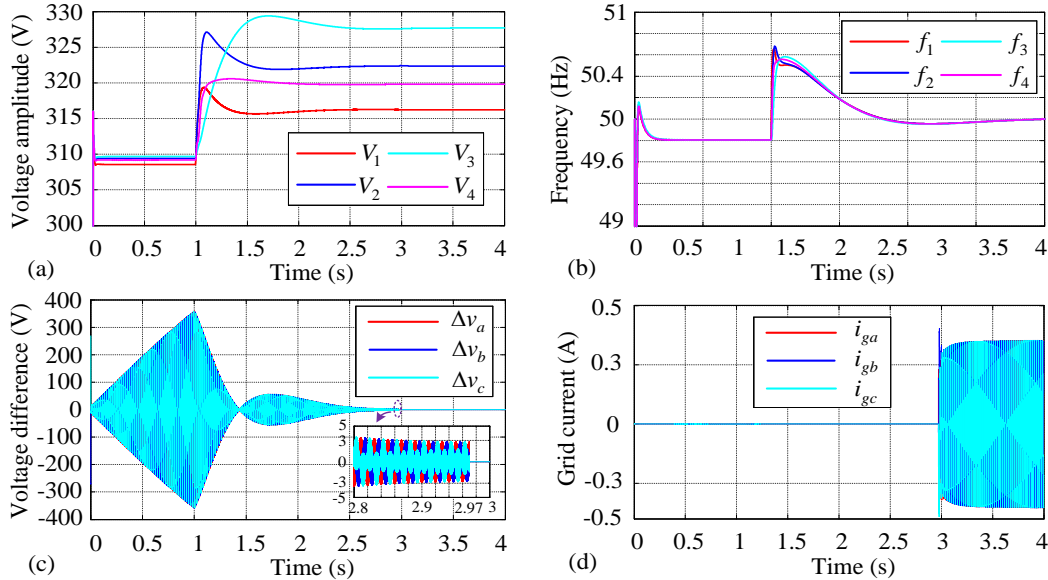 330
325
320
315
310
305
300
Voltage amplitude (V)
V1 V3
V2 V4
0 0.5 1 1.5 2 2.5 3 3.5 4
Time (s)
(a)
51
50.4
50
49.6
49
Frequency (Hz)
f1 f3
f2 f4
0 0.5 1 1.5 2 2.5 3 3.5 4
Time (s)
(b)
400
300
200
100
0
-100
-200
-300
-400
Voltage difference (V)
Δva
Δvb
Δvc
5
3
0
-3
-5
2.8 2.9 2.97 3
0 0.5 1 1.5 2 2.5 3 3.5 4
Time (s)
(c)
0.5
0.3
0
-0.3
-0.5
Grid current (A)
iga
igb
igc
0 0.5 1 1.5 2 2.5 3 3.5 4
Time (s)
(d)